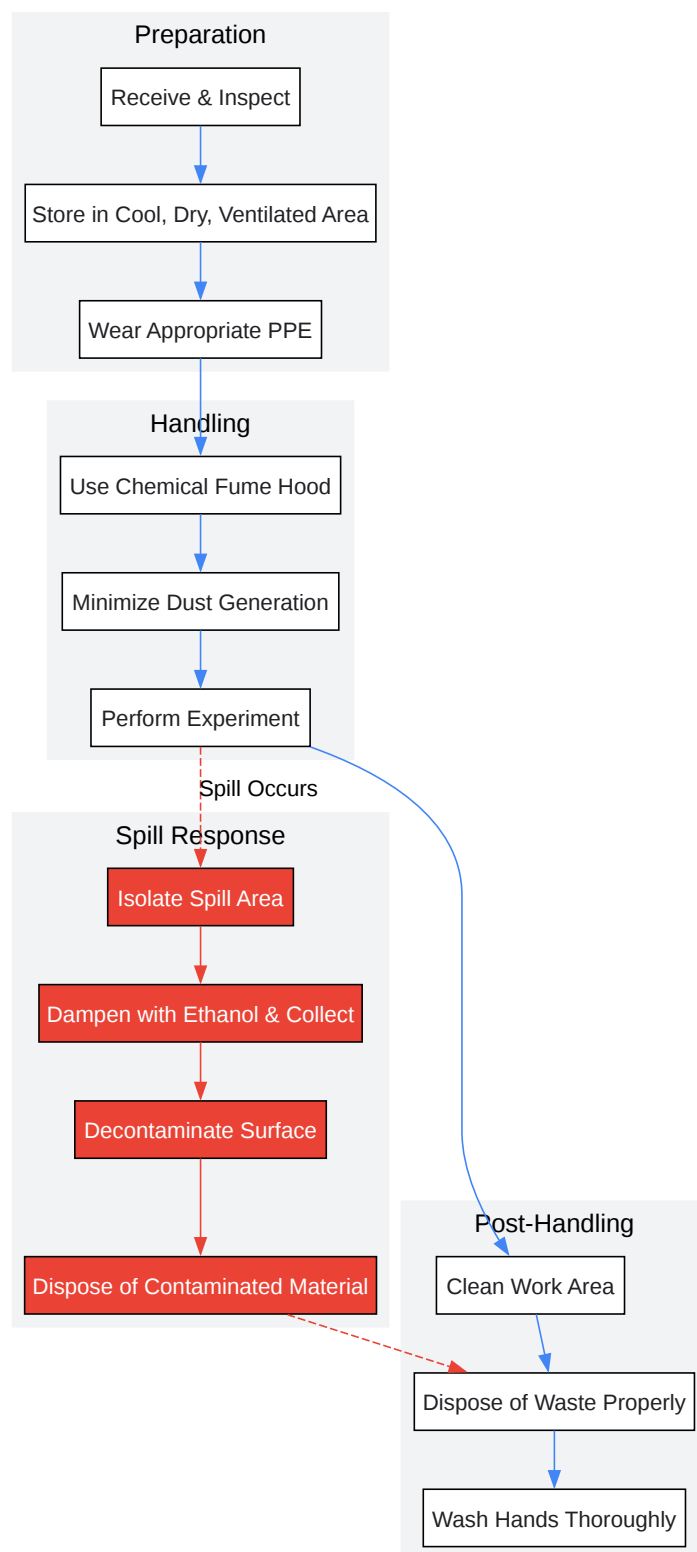 Preparation
Receive & Inspect
Store in Cool, Dry, Ventilated Area
Wear Appropriate PPE
Handling
Use Chemical Fume Hood
Minimize Dust Generation
Perform Experiment
Spill Occurs
Spill Response
Isolate Spill Area
Dampen with Ethanol & Collect
Decontaminate Surface
Dispose of Contaminated Material
Post-Handling
Clean Work Area
Dispose of Waste Properly
Wash Hands Thoroughly